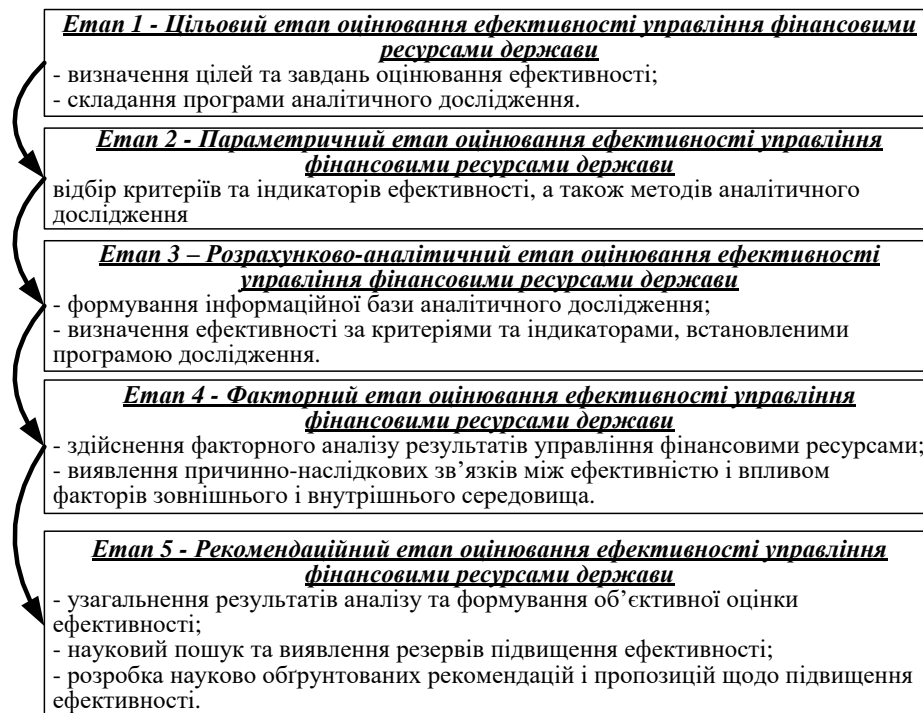 Етап 1 - Цільовий етап оцінювання ефективності управління фінансовими
ресурсами держави
- визначення цілей та завдань оцінювання ефективності;
- складання програми аналітичного дослідження.
Етап 2 - Параметричний етап оцінювання ефективності управління
фінансовими ресурсами держави
відбір критеріїв та індикаторів ефективності, а також методів аналітичного
дослідження
Етап 3 – Розрахунково-аналітичний етап оцінювання ефективності
управління фінансовими ресурсами держави
- формування інформаційної бази аналітичного дослідження;
- визначення ефективності за критеріями та індикаторами, встановленими
програмою дослідження.
Етап 4 - Факторний етап оцінювання ефективності управління
фінансовими ресурсами держави
- здійснення факторного аналізу результатів управління фінансовими ресурсами;
- виявлення причинно-наслідкових зв’язків між ефективністю і впливом
факторів зовнішнього і внутрішнього середовища.
Етап 5 - Рекомендаційний етап оцінювання ефективності управління
фінансовими ресурсами держави
- узагальнення результатів аналізу та формування об’єктивної оцінки
ефективності;
- науковий пошук та виявлення резервів підвищення ефективності;
- розробка науково обґрунтованих рекомендацій і пропозицій щодо підвищення
ефективності.